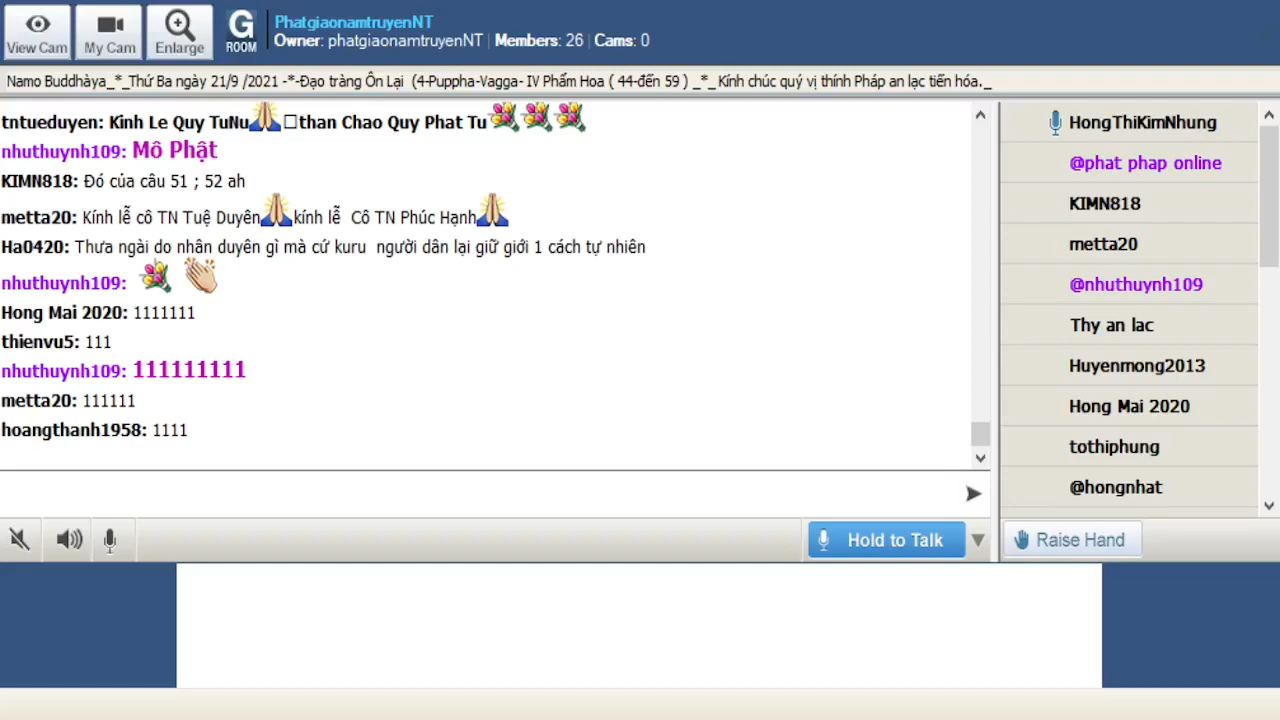 View Cam
My Cam
Enlarge
G
ROOM
PhatgiaonamtruyenNT
Owner: phatgiaonamtruyenNT | Members: 26 | Cams: 0
Namo Buddhàya_*_Thứ Ba ngày 21/9 /2021 -*-Đạo tràng Ôn Lại (4-Puppha-Vagga- IV Phẩm Hoa ( 44-đến 59 ) _*_Kính chúc quý vị thính Pháp an lạc tiến hóa._
tntueduyen: Kinh Le Quy TuNu🙏□than Chao Quy Phat Tu
nhuthuynh109: Mô Phật
KIMN818: Đó của câu 51 ; 52 ah
metta20: Kính lễ cô TN Tuệ Duyên🙏kính lễ Cô TN Phúc Hạnh🙏
Ha0420: Thưa ngài do nhân duyên gì mà cứ kuru người dân lại giữ giới 1 cách tự nhiên
nhuthuynh109:
Hong Mai 2020: 1111111
thienvu5: 111
nhuthuynh109: 111111111
metta20: 111111
hoangthanh1958: 1111
HongThiKimNhung
@phat phap online
KIMN818
metta20
@nhuthuynh109
Thy an lac
Huyenmong2013
Hong Mai 2020
tothiphung
@hongnhat
Hold to Talk
Raise Hand